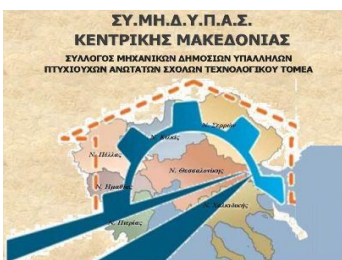 ΣΥ.ΜΗ.Δ.Υ.Π.Α.Σ.
ΚΕΝΤΡΙΚΗΣ ΜΑΚΕΔΟΝΙΑΣ
ΣΥΛΛΟΓΟΣ ΜΗΧΑΝΙΚΩΝ ΔΗΜΟΣΙΩΝ ΥΠΑΛΛΗΛΩΝ
ΠΤΥΧΙΟΥΧΩΝ ΑΝΩΤΑΤΩΝ ΣΧΟΛΩΝ ΤΕΧΝΟΛΟΓΙΚΟΥ ΤΟΜΕΑ
Ν. Σερρών
Ν. Κιλκίς
Ν. Πέλλας
Ν. Θεσσαλονίκης
Ν. Ημαθίας
Ν. Χαλκιδικής
Ν. Πιερίας